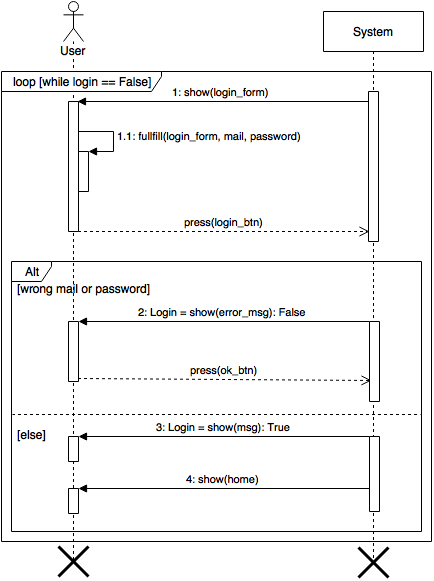 User
System
loop [while login == False]
1: show(login_form)
1.1: fullfill(login_form, mail, password)
press(login_btn)
Alt
[wrong mail or password]
2: Login = show(error_msg): False
press(ok_btn)
[else]
3: Login = show(msg): True
4: show(home)